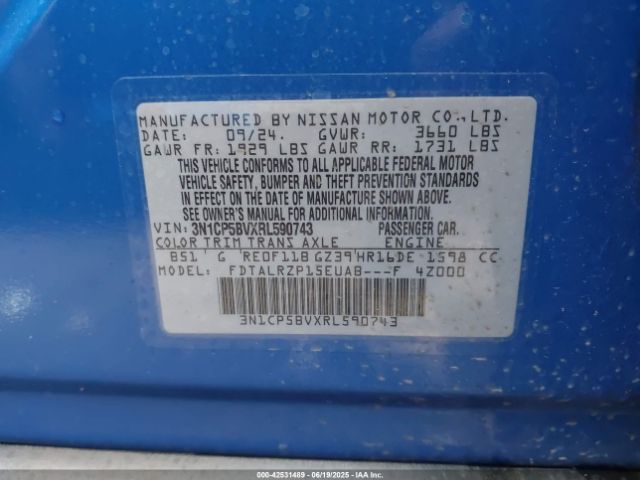 MANUFACTURED BY NISSAN MOTOR CO., LTD.
DATE: 09/24. GVWR: 3660 LBS
GAWR FR: 1929 LBS GAWR RR: 1731 LBS
THIS VEHICLE CONFORMS TO ALL APPLICABLE FEDERAL MOTOR
VEHICLE SAFETY, BUMPER AND THEFT PREVENTION STANDARDS
IN EFFECT ON THE DATE OF MANUFACTURE SHOWN ABOVE.
SEE OWNER'S MANUAL FOR ADDITIONAL INFORMATION.
VIN: 3N1CP5BVXRL590743 PASSENGER CAR.
COLOR TRIM TRANS AXLE ENGINE
B51 G RE0F11B GZ39 HR16DE 1598 CC
MODEL: FDTALRZP15EUAB---F 4Z000
3N1CP5BVXRL590743
000-42531489 - 06/19/2025 - IAAI.COM